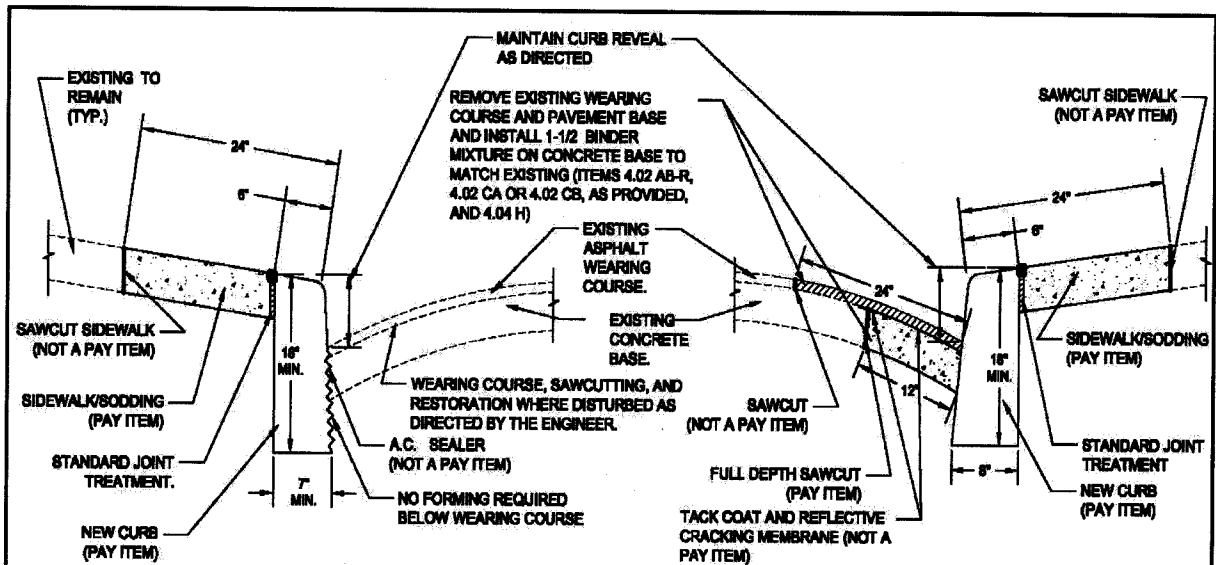 MAINTAIN CURB REVEAL
AS DIRECTED
EXISTING TO
REMAIN
(TYP.)
REMOVE EXISTING WEARING
COURSE AND PAVEMENT BASE
AND INSTALL 1-1/2 BINDER
MIXTURE ON CONCRETE BASE TO
MATCH EXISTING (ITEMS 4.02 AB-R,
4.02 CA OR 4.02 CB, AS PROVIDED,
AND 4.04 H)
SAWCUT SIDEWALK
(NOT A PAY ITEM)
24"
6"
24"
6"
EXISTING
ASPHALT
WEARING
COURSE.
EXISTING
CONCRETE
BASE.
24"
12"
SAWCUT SIDEWALK
(NOT A PAY ITEM)
18"
MIN.
18"
MIN.
SIDEWALK/SODDING
(PAY ITEM)
SIDEWALK/SODDING
(PAY ITEM)
WEARING COURSE, SAWCUTTING, AND
RESTORATION WHERE DISTURBED AS
DIRECTED BY THE ENGINEER.
SAWCUT
(NOT A PAY ITEM)
A.C. SEALER
(NOT A PAY ITEM)
STANDARD JOINT
TREATMENT.
STANDARD JOINT
TREATMENT
FULL DEPTH SAWCUT
(PAY ITEM)
7"
MIN.
8"
NO FORMING REQUIRED
BELOW WEARING COURSE
NEW CURB
(PAY ITEM)
NEW CURB
(PAY ITEM)
TACK COAT AND REFLECTIVE
CRACKING MEMBRANE (NOT A
PAY ITEM)